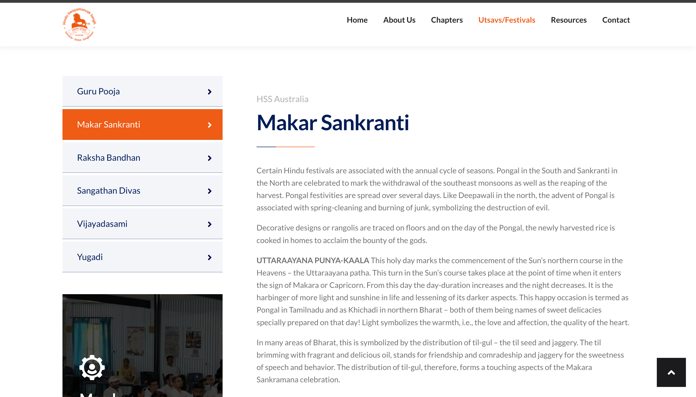 Home About Us Chapters Utsavs/Festivals Resources Contact
Guru Pooja
Makar Sankranti
Raksha Bandhan
Sangathan Divas
Vijayadasami
Yugadi
HSS Australia
Makar Sankranti
Certain Hindu festivals are associated with the annual cycle of seasons. Pongal in the South and Sankranti in
the North are celebrated to mark the withdrawal of the southeast monsoons as well as the reaping of the
harvest. Pongal festivities are spread over several days. Like Deepawali in the north, the advent of Pongal is
associated with spring-cleaning and burning of junk, symbolizing the destruction of evil.
Decorative designs or rangolis are traced on floors and on the day of the Pongal, the newly harvested rice is
cooked in homes to acclaim the bounty of the gods.
UTTARAAYANA PUNYA-KAALA This holy day marks the commencement of the Sun's northern course in the
Heavens – the Uttaraayana patha. This turn in the Sun's course takes place at the point of time when it enters
the sign of Makara or Capricorn. From this day the day-duration increases and the night decreases. It is the
harbinger of more light and sunshine in life and lessening of its darker aspects. This happy occasion is termed as
Pongal in Tamilnadu and as Khichadi in northern Bharat – both of them being names of sweet delicacies
specially prepared on that day! Light symbolizes the warmth, i.e., the love and affection, the quality of the heart.
In many areas of Bharat, this is symbolized by the distribution of til-gul – the til seed and jaggery. The til
brimming with fragrant and delicious oil, stands for friendship and comradeship and jaggery for the sweetness
of speech and behavior. The distribution of til-gul, therefore, forms a touching aspects of the Makara
Sankramana celebration.